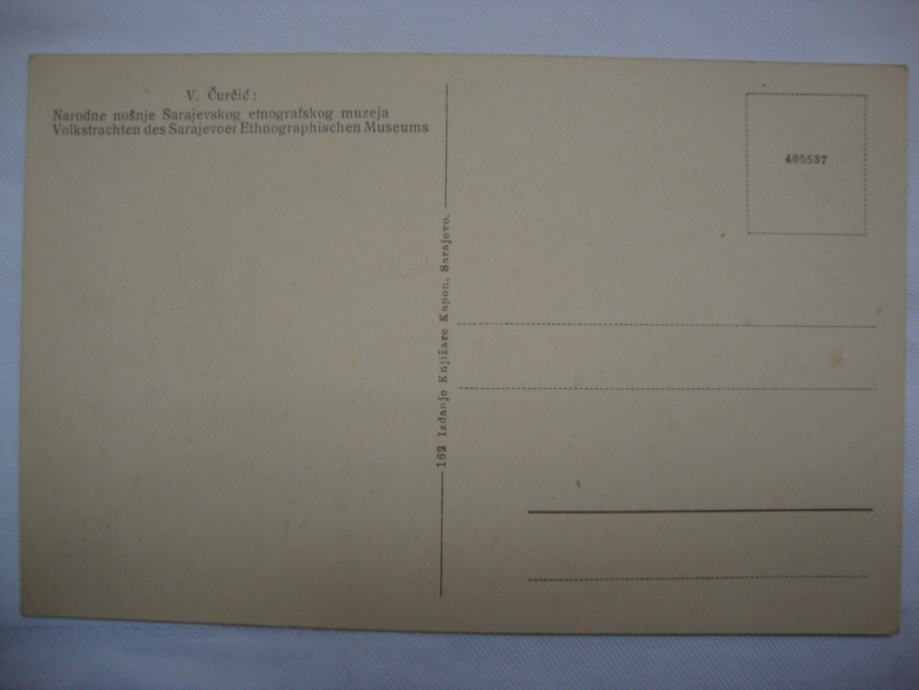 V. Čurčić:
Narodne nošnje Sarajevskog etnografskog muzeja
Volkstrachten des Sarajevoer Ethnographischen Museums
162 Izdanje Knjižare Kapon, Sarajevo.
405537